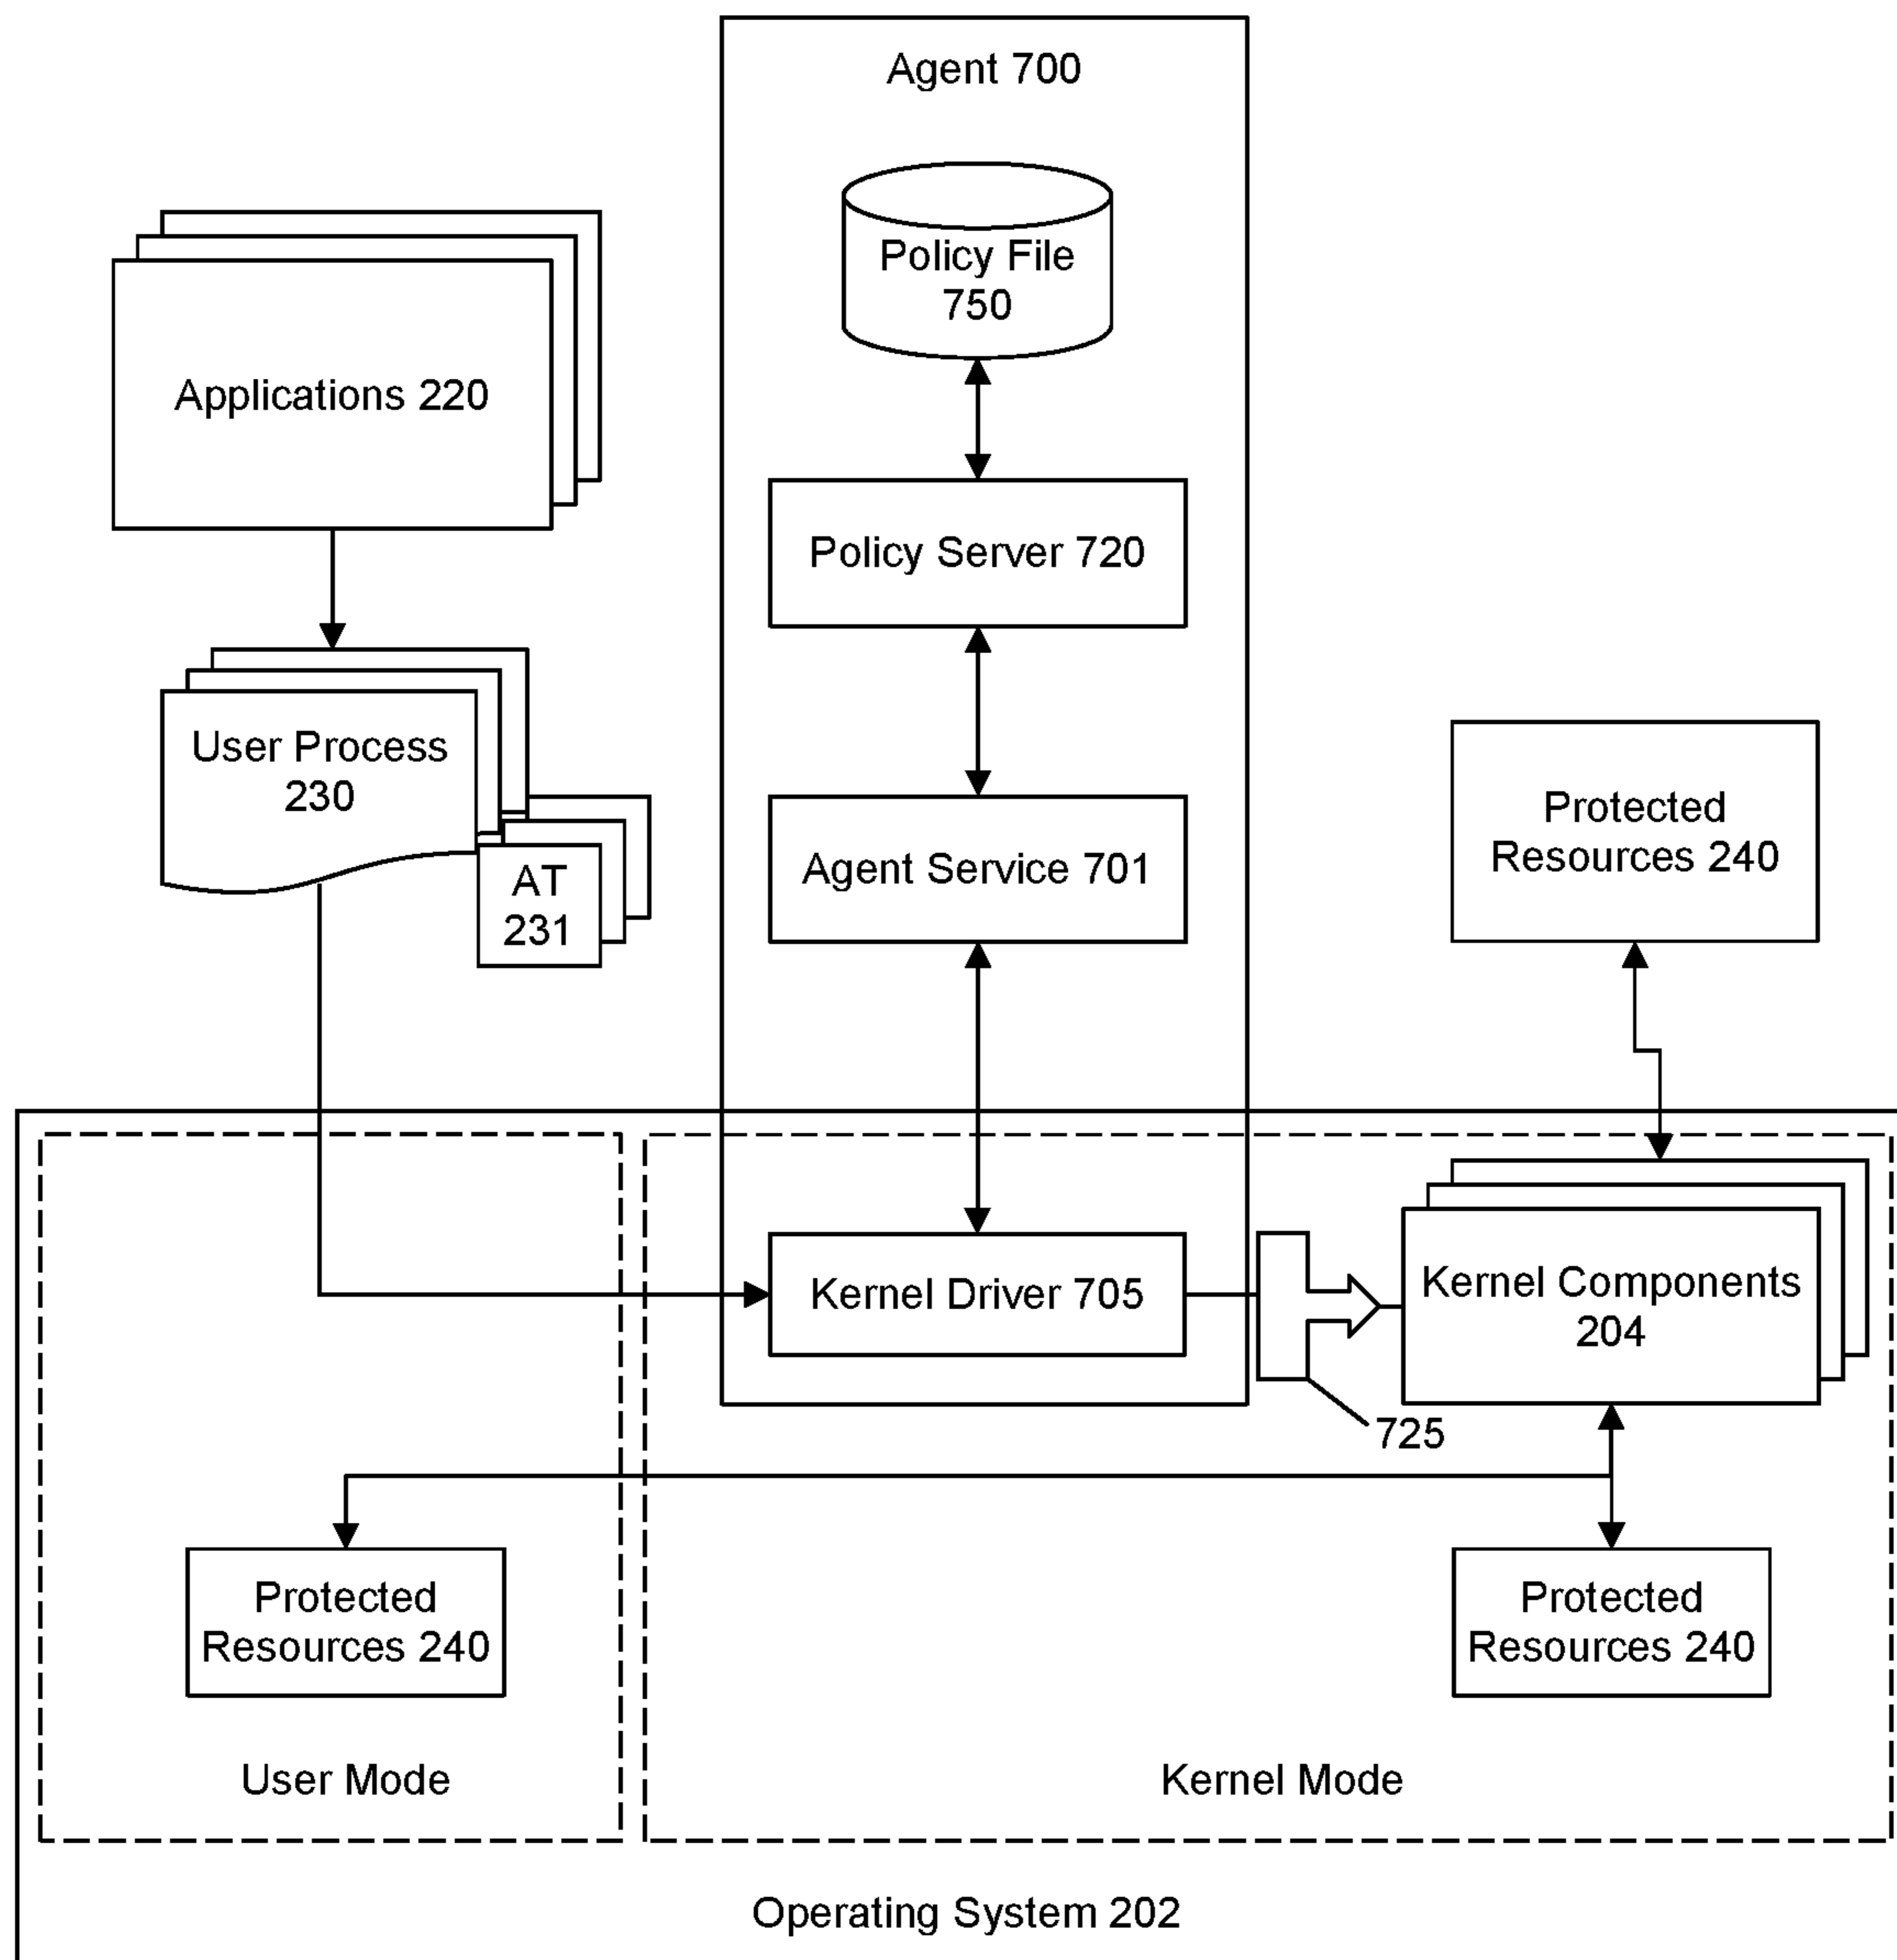 Agent 700
Policy File
750
Applications 220
Policy Server 720
User Process
230
Protected
Resources 240
Agent Service 701
AT
231
Kernel Driver 705
Kernel Components
204
725
Protected
Resources 240
Protected
Resources 240
User Mode
Kernel Mode
Operating System 202